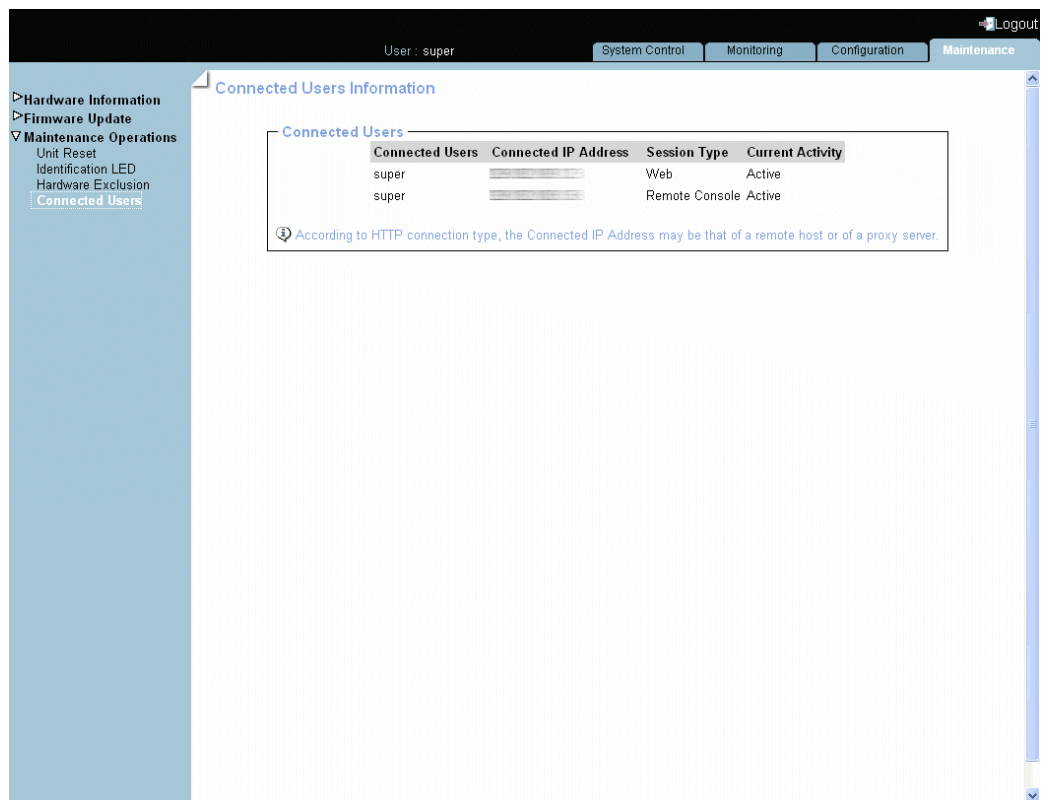 Logout
User : super
System Control
Monitoring
Configuration
Maintenance
Hardware Information
Firmware Update
Maintenance Operations
Unit Reset
Identification LED
Hardware Exclusion
Connected Users
Connected Users Information
Connected Users
Connected Users Connected IP Address Session Type Current Activity
super Web Active
super Remote Console Active
According to HTTP connection type, the Connected IP Address may be that of a remote host or of a proxy server.